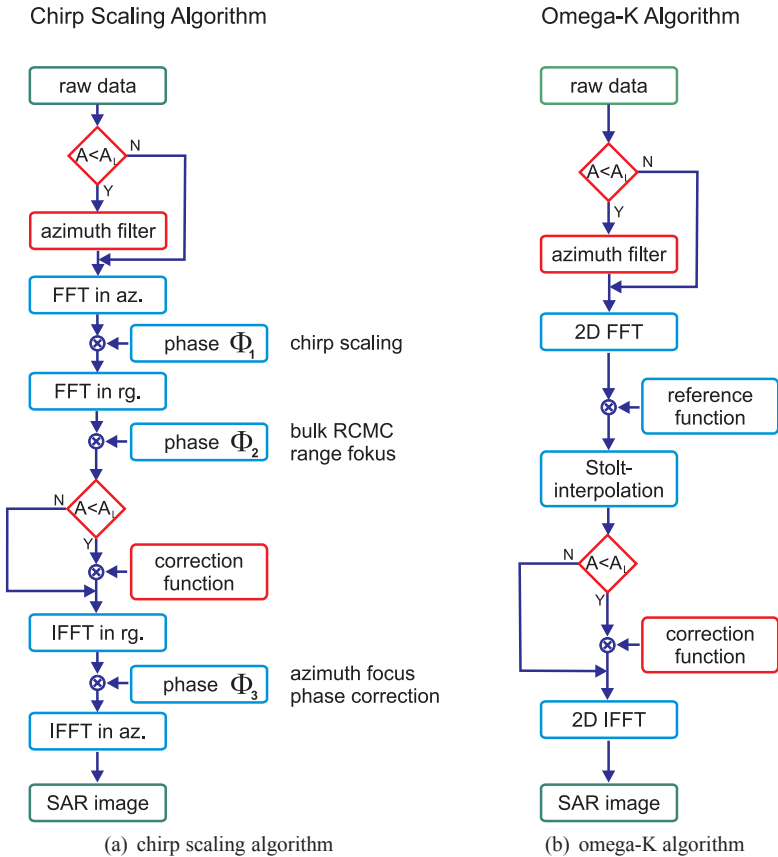 Chirp Scaling Algorithm
raw data
A<A_L
N
Y
azimuth filter
FFT in az.
phase Φ₁
chirp scaling
FFT in rg.
phase Φ₂
bulk RCMC
range fokus
N
A<A_L
Y
correction
function
IFFT in rg.
phase Φ₃
azimuth focus
phase correction
IFFT in az.
SAR image
(a) chirp scaling algorithm
Omega-K Algorithm
raw data
A<A_L
N
Y
azimuth filter
2D FFT
reference
function
Stolt-
interpolation
N
A<A_L
Y
correction
function
2D IFFT
SAR image
(b) omega-K algorithm